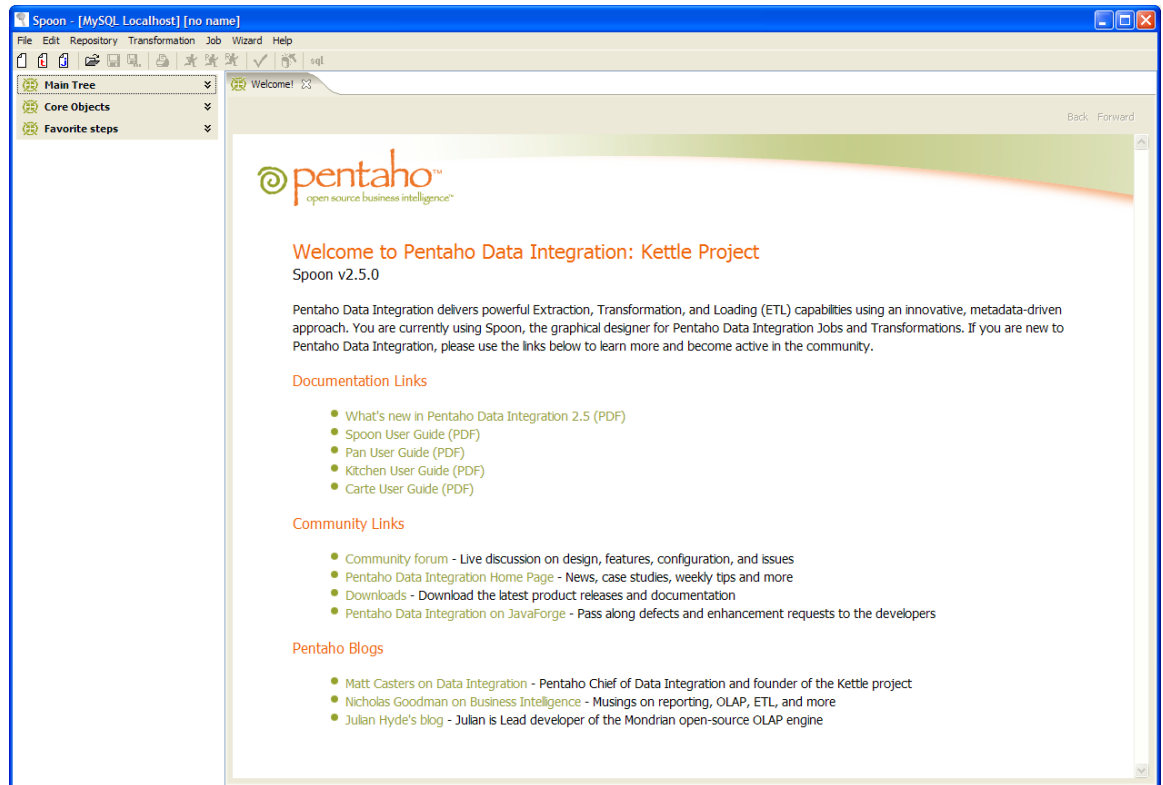 Spoon - [MySQL Localhost] [no name]
File Edit Repository Transformation Job Wizard Help
sql
Main Tree
Core Objects
Favorite steps
Welcome!
Back Forward
pentaho™
open source business intelligence™
Welcome to Pentaho Data Integration: Kettle Project
Spoon v2.5.0
Pentaho Data Integration delivers powerful Extraction, Transformation, and Loading (ETL) capabilities using an innovative, metadata-driven
approach. You are currently using Spoon, the graphical designer for Pentaho Data Integration Jobs and Transformations. If you are new to
Pentaho Data Integration, please use the links below to learn more and become active in the community.
Documentation Links
What's new in Pentaho Data Integration 2.5 (PDF)
Spoon User Guide (PDF)
Pan User Guide (PDF)
Kitchen User Guide (PDF)
Carte User Guide (PDF)
Community Links
Community forum - Live discussion on design, features, configuration, and issues
Pentaho Data Integration Home Page - News, case studies, weekly tips and more
Downloads - Download the latest product releases and documentation
Pentaho Data Integration on JavaForge - Pass along defects and enhancement requests to the developers
Pentaho Blogs
Matt Casters on Data Integration - Pentaho Chief of Data Integration and founder of the Kettle project
Nicholas Goodman on Business Intelligence - Musings on reporting, OLAP, ETL, and more
Julian Hyde's blog - Julian is Lead developer of the Mondrian open-source OLAP engine